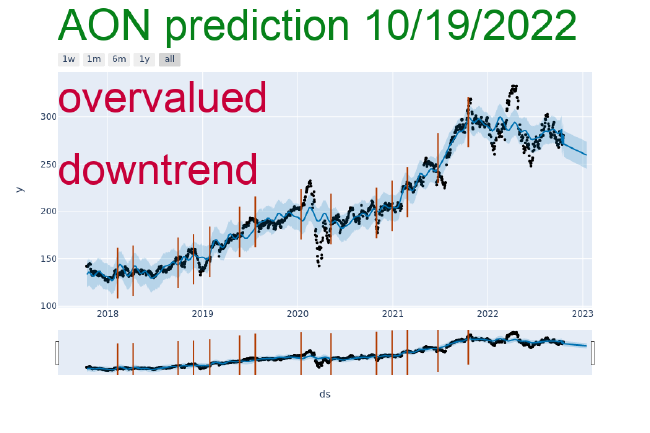 AON prediction 10/19/2022
1w 1m 6m 1y all
overvalued
downtrend
300
250
200
150
100
y
2018 2019 2020 2021 2022 2023
ds